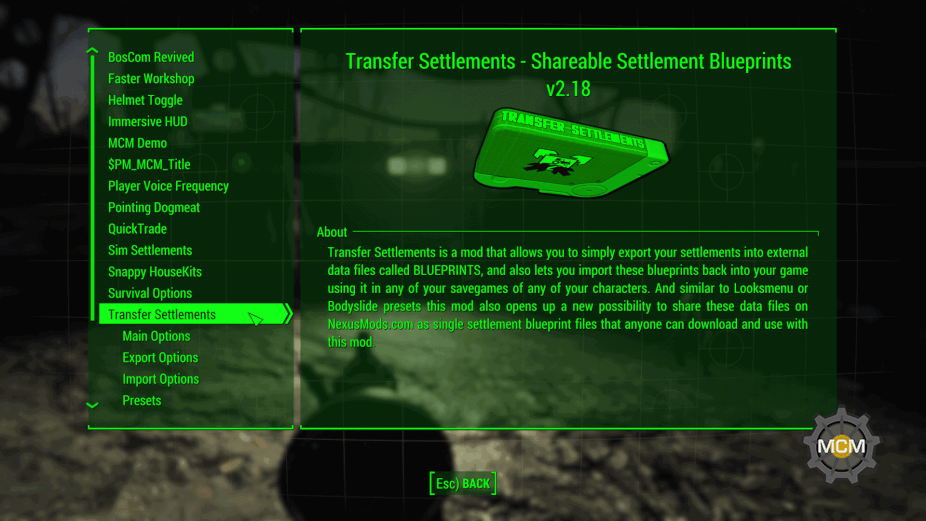 BosCom Revived
Faster Workshop
Helmet Toggle
Immersive HUD
MCM Demo
$PM_MCM_Title
Player Voice Frequency
Pointing Dogmeat
QuickTrade
Sim Settlements
Snappy HouseKits
Survival Options
Transfer Settlements
Main Options
Export Options
Import Options
Presets
Transfer Settlements - Shareable Settlement Blueprints
v2.18
TRANSFER-SETTLEMENTS
About
Transfer Settlements is a mod that allows you to simply export your settlements into external
data files called BLUEPRINTS, and also lets you import these blueprints back into your game
using it in any of your savegames of any of your characters. And similar to Looksmenu or
Bodyslide presets this mod also opens up a new possibility to share these data files on
NexusMods.com as single settlement blueprint files that anyone can download and use with
this mod.
MCM
Esc) BACK